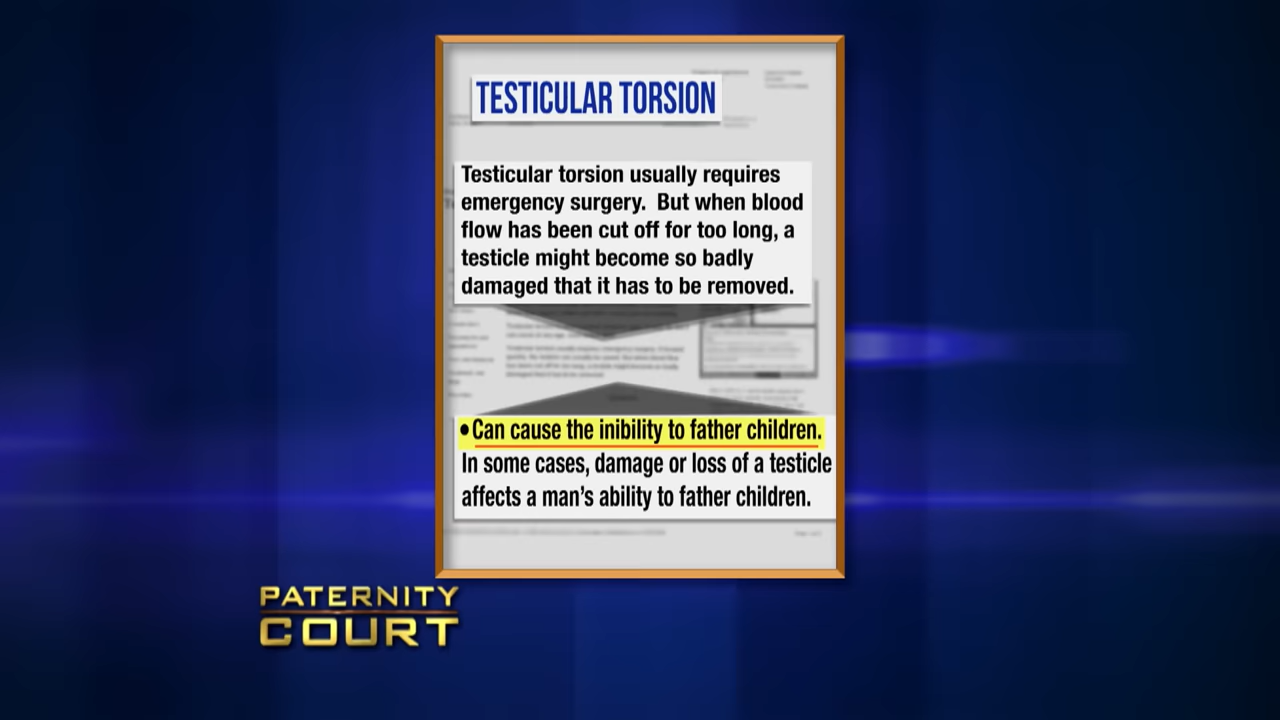 TESTICULAR TORSION
Testicular torsion usually requires
emergency surgery.  But when blood
flow has been cut off for too long, a
testicle might become so badly
damaged that it has to be removed.
•Can cause the inibility to father children.
In some cases, damage or loss of a testicle
affects a man's ability to father children.
PATERNITY
COURT